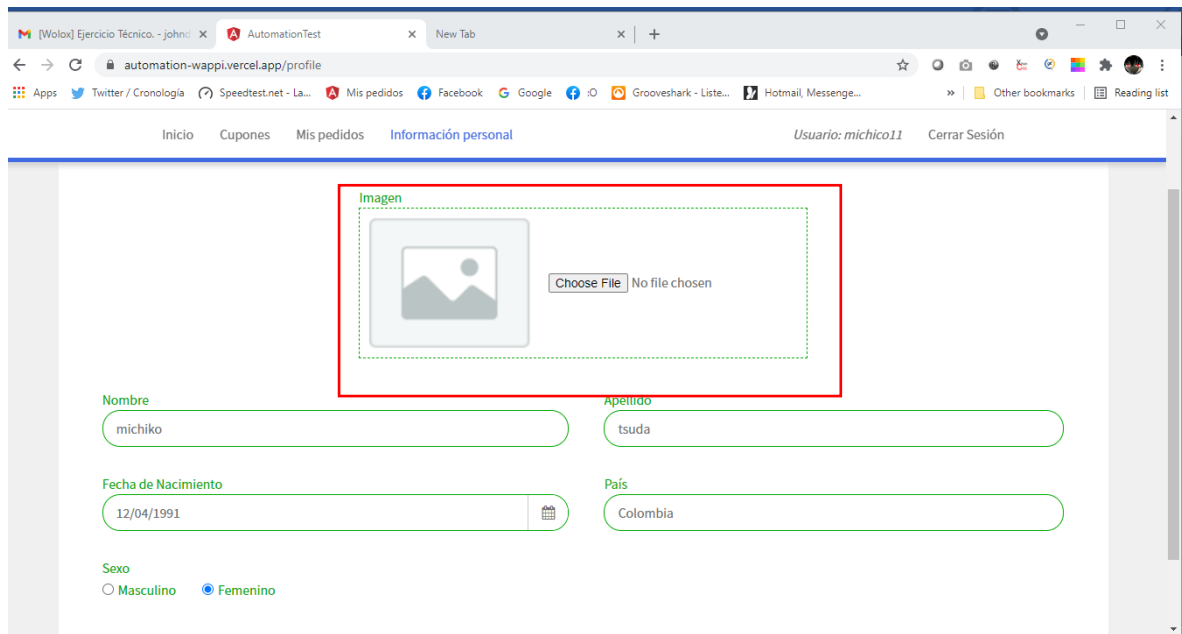 [Wolox] Ejercicio Técnico. - johnd AutomationTest New Tab
automation-wappi.vercel.app/profile
Apps Twitter / Cronología Speedtest.net - La... Mis pedidos Facebook Google :O Grooveshark - Liste... Hotmail, Messenge... » Other bookmarks Reading list
Inicio Cupones Mis pedidos Información personal Usuario: michico11 Cerrar Sesión
Imagen
Choose File No file chosen
Nombre Apellido
michiko tsuda
Fecha de Nacimiento País
12/04/1991 Colombia
Sexo
Masculino Femenino